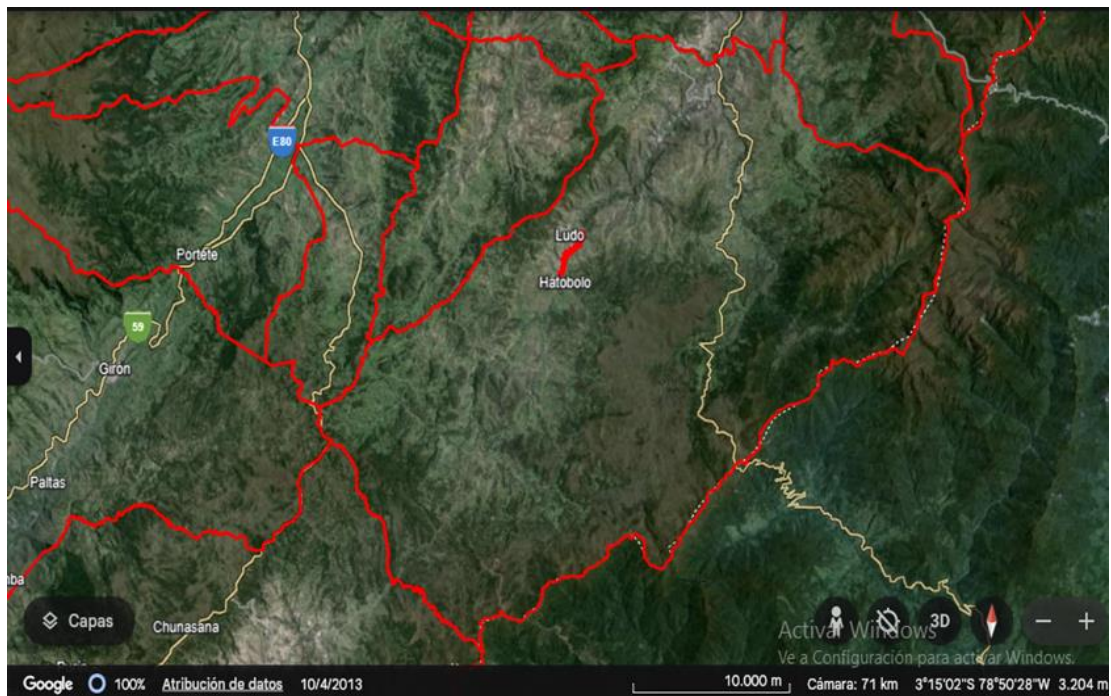 E80
Ludo
Portete
Hatobolo
59
Girón
Paltas
Chunasana
Capas
3D
Activar Windows
Ve a Configuración para activar Windows.
Google 100% Atribución de datos 10/4/2013 10.000 m Cámara: 71 km 3°15'02"S 78°50'28"W 3.204 m